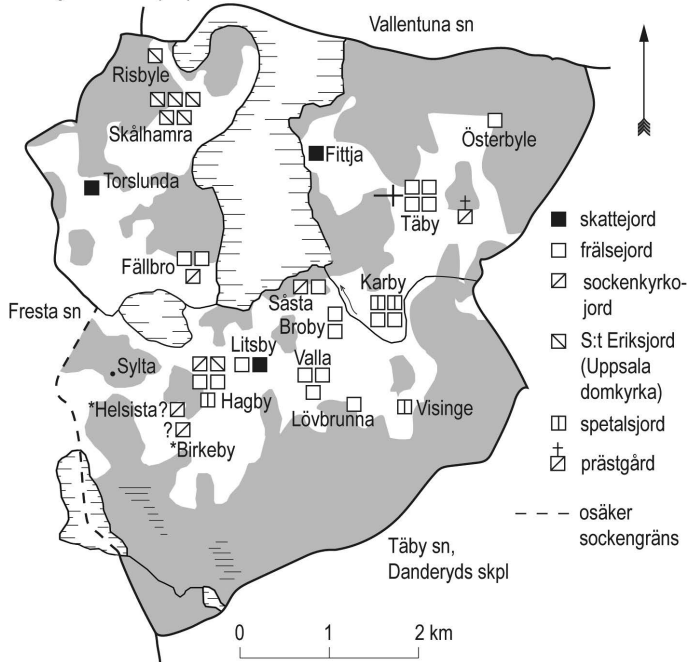 Vallentuna sn
Risbyle
Skålhamra
Österbyle
Fittja
Torslunda
Täby
Fällbro
Karby
Såsta
Fresta sn
Broby
Litsby
Valla
Sylta
*Helsista?
Hagby
Visinge
Lövbrunna
?
*Birkeby
Täby sn,
Danderyds skpl
skattejord
frälsejord
sockenkyrko-
jord
S:t Eriksjord
(Uppsala
domkyrka)
spetalsjord
prästgård
osäker
sockengräns
0 1 2 km